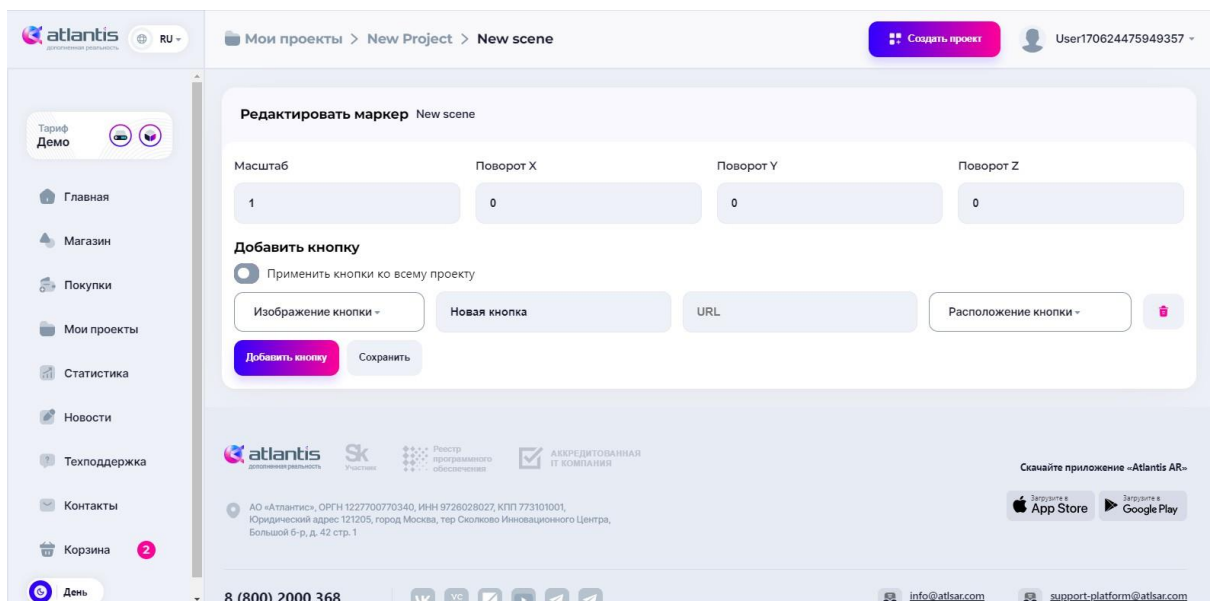 atlantis
дополненная реальность
RU
Мои проекты > New Project > New scene
Создать проект
User170624475949357
Тариф
Демо
Главная
Магазин
Покупки
Мои проекты
Статистика
Новости
Техподдержка
Контакты
Корзина 2
День
Редактировать маркер New scene
Масштаб Поворот X Поворот Y Поворот Z
1 0 0 0
Добавить кнопку
Применить кнопки ко всему проекту
Изображение кнопки Новая кнопка URL Расположение кнопки
Добавить кнопку Сохранить
atlantis
дополненная реальность
Sk
Участник
Реестр
программного
обеспечения
АККРЕДИТОВАННАЯ
IT КОМПАНИЯ
АО «Атлантис», ОГРН 1227700770340, ИНН 9726028027, КПП 773101001,
Юридический адрес 121205, город Москва, тер Сколково Инновационного Центра,
Большой б-р, д. 42 стр. 1
Скачайте приложение «Atlantis AR»
Загрузите в
App Store
Загрузите в
Google Play
8 (800) 2000 368
VC
info@atlsar.com
support-platform@atlsar.com